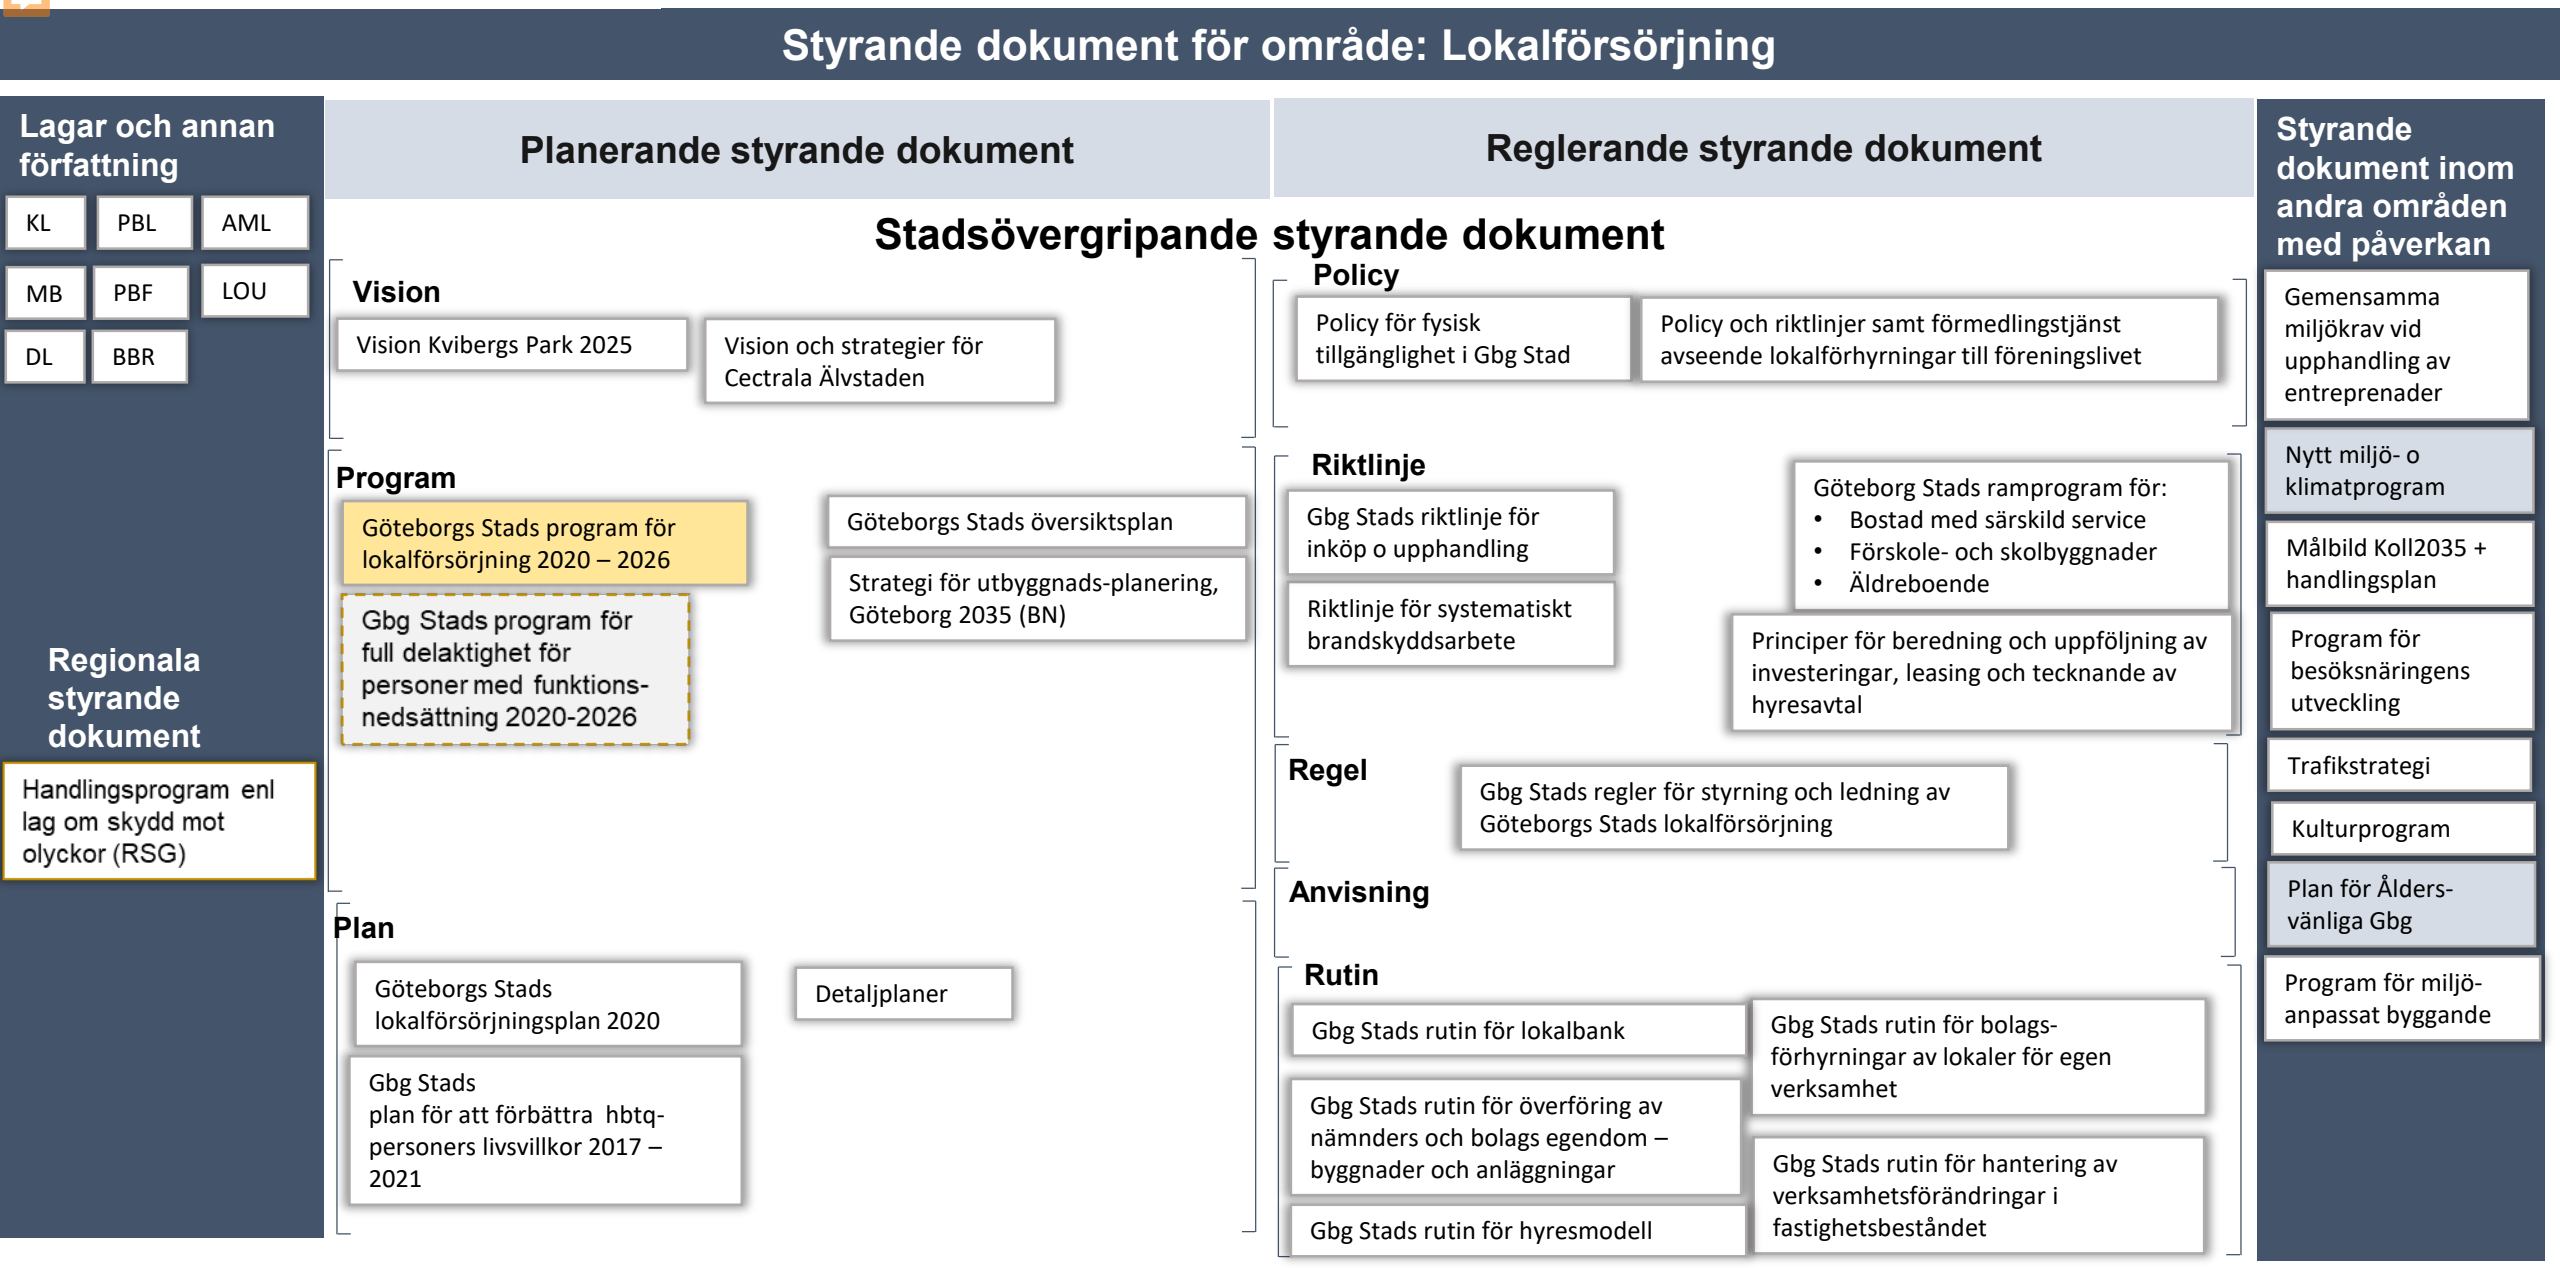 Styrande dokument för område: Lokalförsörjning
Lagar och annan
författning
KL
PBL
AML
MB
PBF
LOU
DL
BBR
Regionala
styrande
dokument
Handlingsprogram enl
lag om skydd mot
olyckor (RSG)
Planerande styrande dokument
Reglerande styrande dokument
Stadsövergripande styrande dokument
Vision
Vision Kvibergs Park 2025
Vision och strategier för
Cectrala Älvstaden
Program
Göteborgs Stads program för
lokalförsörjning 2020 – 2026
Gbg Stads program för
full delaktighet för
personer med funktions-
nedsättning 2020-2026
Göteborgs Stads översiktsplan
Strategi för utbyggnads-planering,
Göteborg 2035 (BN)
Plan
Göteborgs Stads
lokalförsörjningsplan 2020
Gbg Stads
plan för att förbättra hbtq-
personers livsvillkor 2017 –
2021
Detaljplaner
Policy
Policy för fysisk
tillgänglighet i Gbg Stad
Policy och riktlinjer samt förmedlingstjänst
avseende lokalförhyrningar till föreningslivet
Riktlinje
Gbg Stads riktlinje för
inköp o upphandling
Riktlinje för systematiskt
brandskyddsarbete
Göteborg Stads ramprogram för:
• Bostad med särskild service
• Förskole- och skolbyggnader
• Äldreboende
Principer för beredning och uppföljning av
investeringar, leasing och tecknande av
hyresavtal
Regel
Gbg Stads regler för styrning och ledning av
Göteborgs Stads lokalförsörjning
Anvisning
Rutin
Gbg Stads rutin för lokalbank
Gbg Stads rutin för överföring av
nämnders och bolags egendom –
byggnader och anläggningar
Gbg Stads rutin för hyresmodell
Gbg Stads rutin för bolags-
förhyrningar av lokaler för egen
verksamhet
Gbg Stads rutin för hantering av
verksamhetsförändringar i
fastighetsbeståndet
Styrande
dokument inom
andra områden
med påverkan
Gemensamma
miljökrav vid
upphandling av
entreprenader
Nytt miljö- o
klimatprogram
Målbild Koll2035 +
handlingsplan
Program för
besöksnäringens
utveckling
Trafikstrategi
Kulturprogram
Plan för Ålders-
vänliga Gbg
Program för miljö-
anpassat byggande